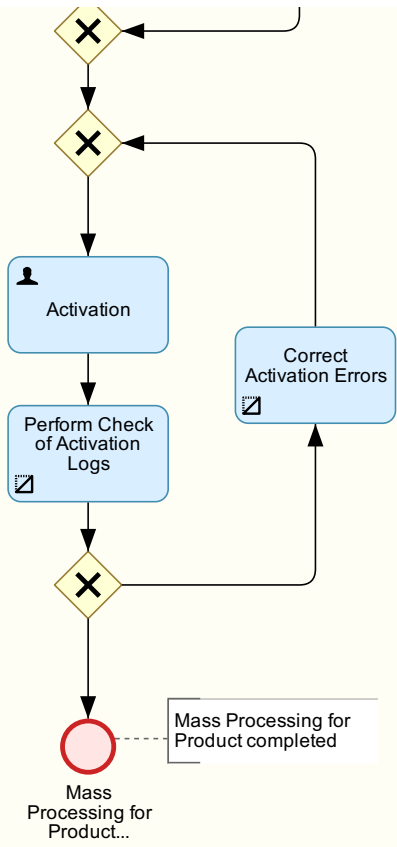 Activation
Correct
Activation Errors
Perform Check
of Activation
Logs
Mass Processing for
Product completed
Mass
Processing for
Product...